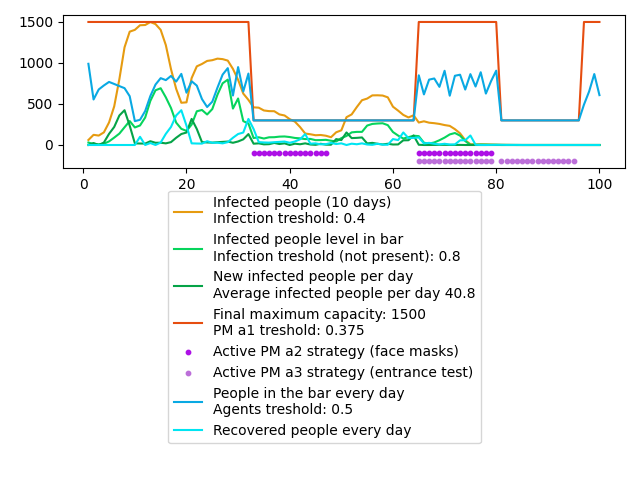 1500
1000
500
0
0 20 40 60 80 100
Infected people (10 days)
Infection treshold: 0.4
Infected people level in bar
Infection treshold (not present): 0.8
New infected people per day
Average infected people per day 40.8
Final maximum capacity: 1500
PM a1 treshold: 0.375
Active PM a2 strategy (face masks)
Active PM a3 strategy (entrance test)
People in the bar every day
Agents treshold: 0.5
Recovered people every day